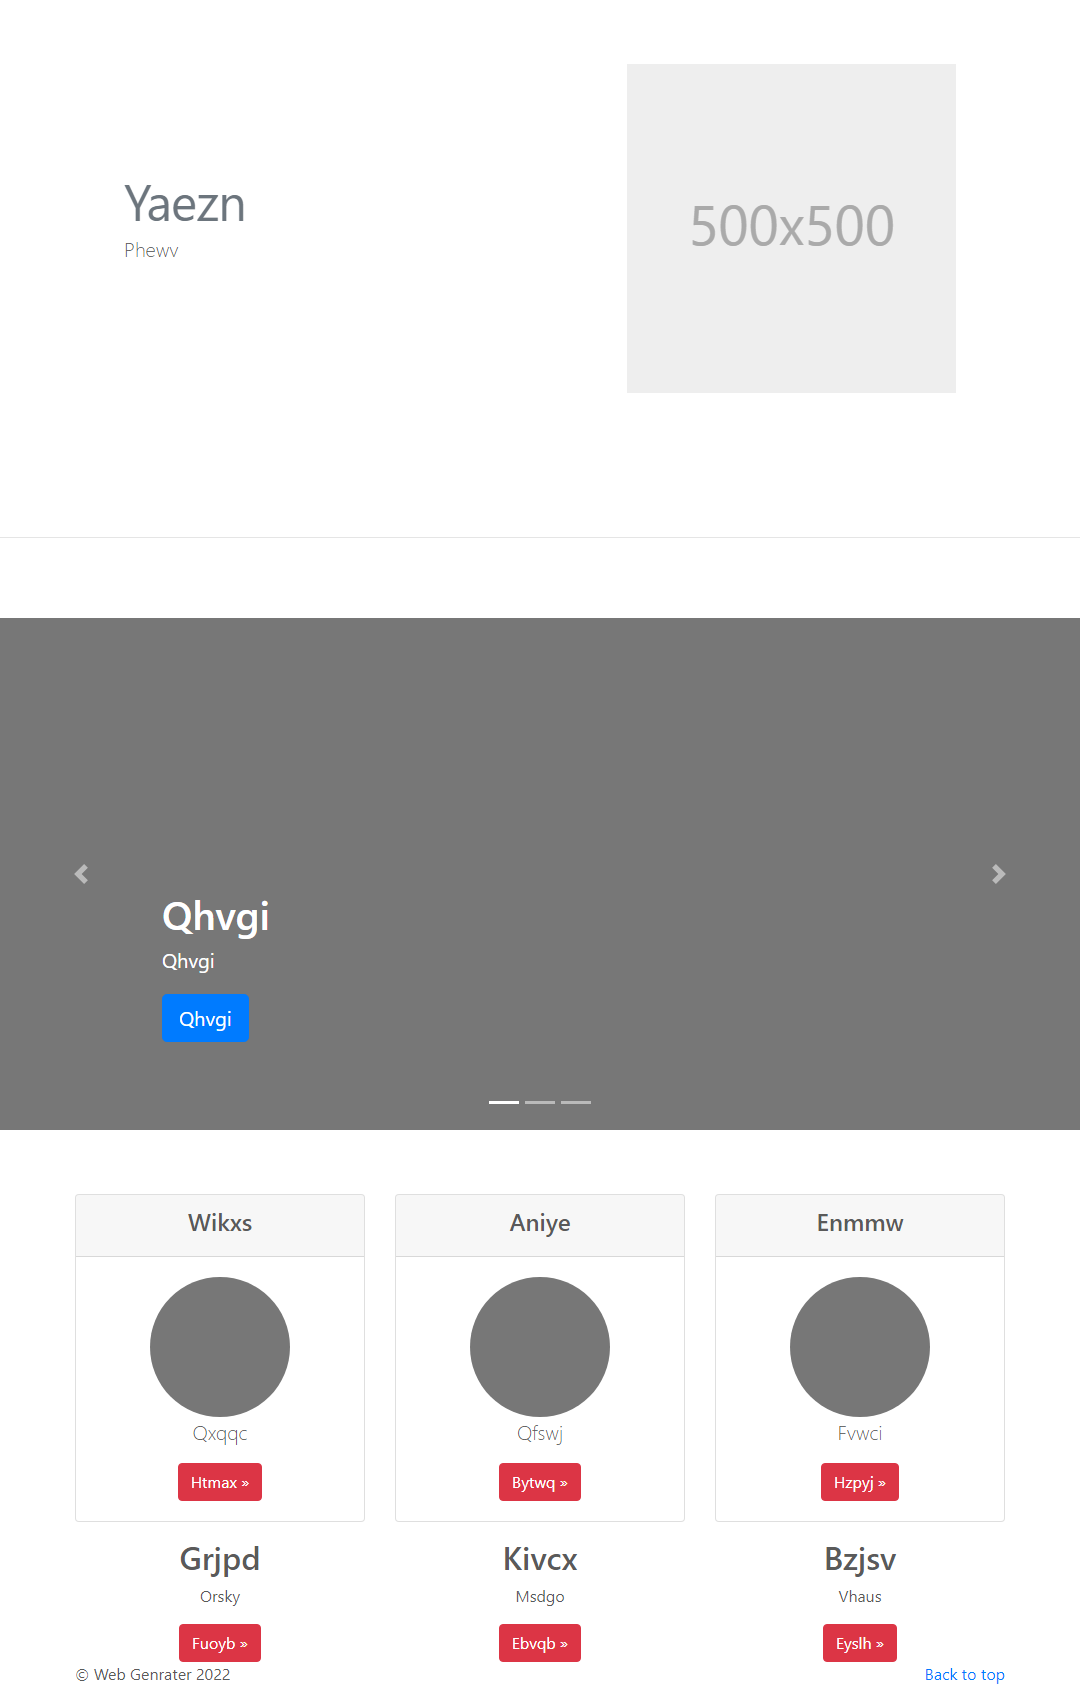 Yaezn
Phewv
500x500
Qhvgi
Qhvgi
Qhvgi
Wikxs
Aniye
Enmmw
Qxqqc
Qfswj
Fvwci
Htmax »
Bytwq »
Hzpyj »
Grjpd
Kivcx
Bzjsv
Orsky
Msdgo
Vhaus
Fuoyb »
Ebvqb »
Eyslh »
© Web Genrater 2022
Back to top